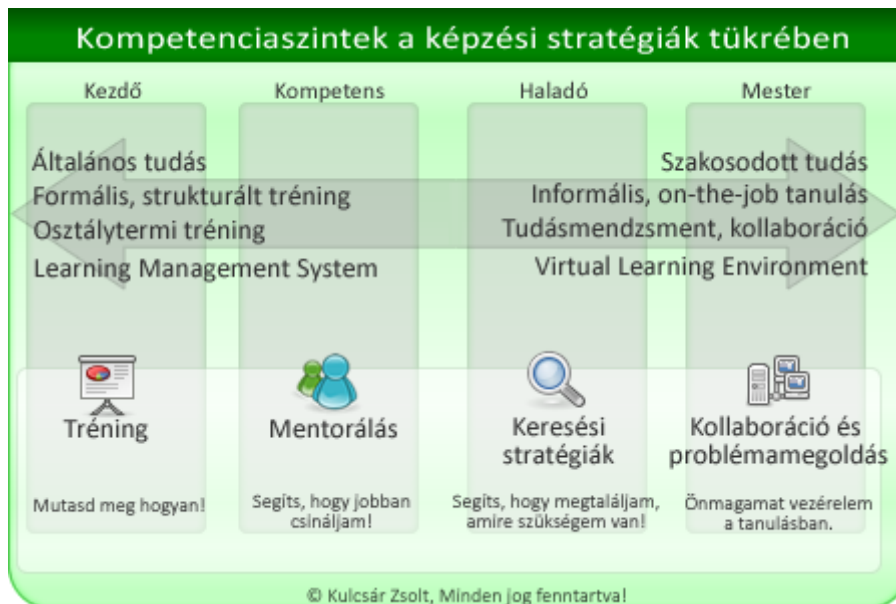 Kompetenciaszintek a képzési stratégiák tükrében
Kezdő
Kompetens
Haladó
Mester
Általános tudás
Formális, strukturált tréning
Osztálytermi tréning
Learning Management System
Szakosodott tudás
Informális, on-the-job tanulás
Tudásmendzsment, kollaboráció
Virtual Learning Environment
Tréning
Mutasd meg hogyan!
Mentorálás
Segíts, hogy jobban
csináljam!
Keresési
stratégiák
Segíts, hogy megtaláljam,
amire szükségem van!
Kollaboráció és
problémamegoldás
Önmagamat vezérelem
a tanulásban.
© Kulcsár Zsolt, Minden jog fenntartva!